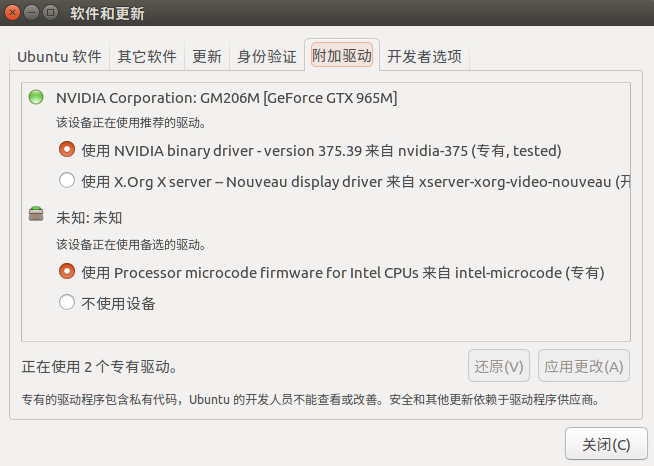 软件和更新
Ubuntu 软件 其它软件 更新 身份验证 附加驱动 开发者选项
NVIDIA Corporation: GM206M [GeForce GTX 965M]
该设备正在使用推荐的驱动。
使用 NVIDIA binary driver - version 375.39 来自 nvidia-375 (专有, tested)
使用 X.Org X server -- Nouveau display driver 来自 xserver-xorg-video-nouveau (开
未知: 未知
该设备正在使用备选的驱动。
使用 Processor microcode firmware for Intel CPUs 来自 intel-microcode (专有)
不使用设备
正在使用 2 个专有驱动。
还原(V) 应用更改(A)
专有的驱动程序包含私有代码，Ubuntu 的开发人员不能查看或改善。安全和其他更新依赖于驱动程序供应商。
关闭(C)